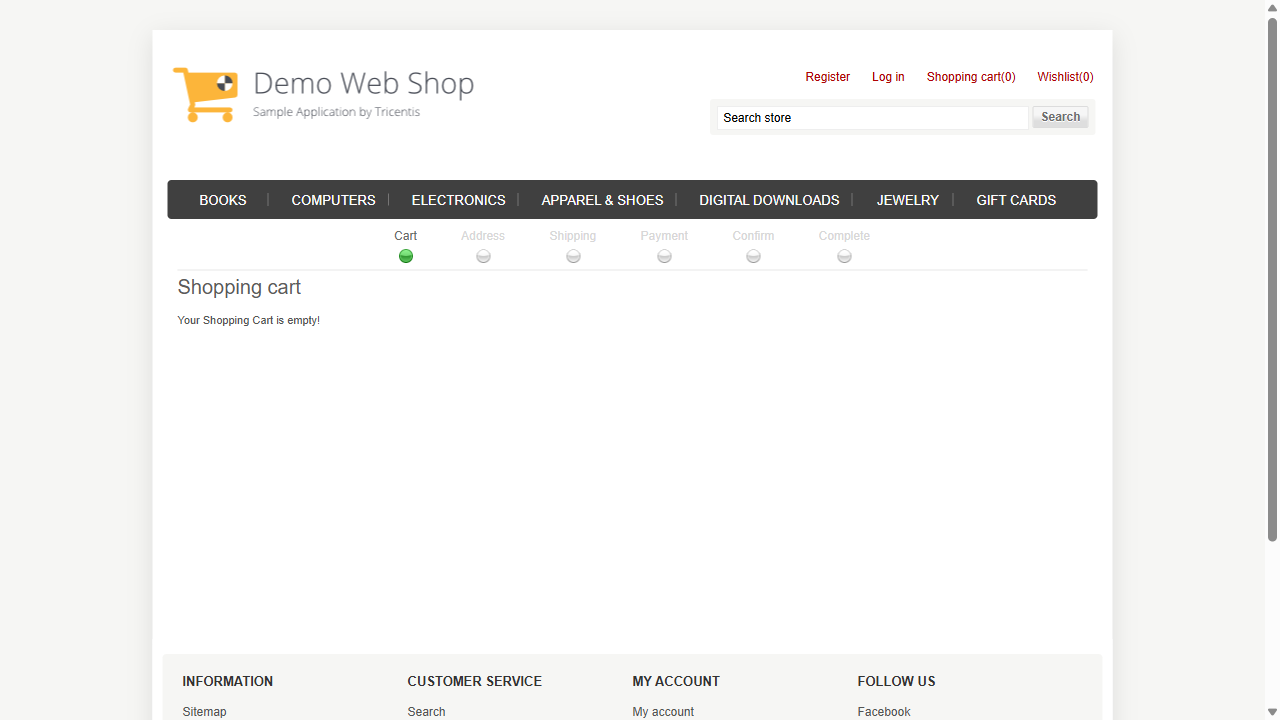 Demo Web Shop
Sample Application by Tricentis
Register Log in Shopping cart(0) Wishlist(0)
Search store Search
BOOKS COMPUTERS ELECTRONICS APPAREL & SHOES DIGITAL DOWNLOADS JEWELRY GIFT CARDS
Cart Address Shipping Payment Confirm Complete
Shopping cart
Your Shopping Cart is empty!
INFORMATION CUSTOMER SERVICE MY ACCOUNT FOLLOW US
Sitemap Search My account Facebook